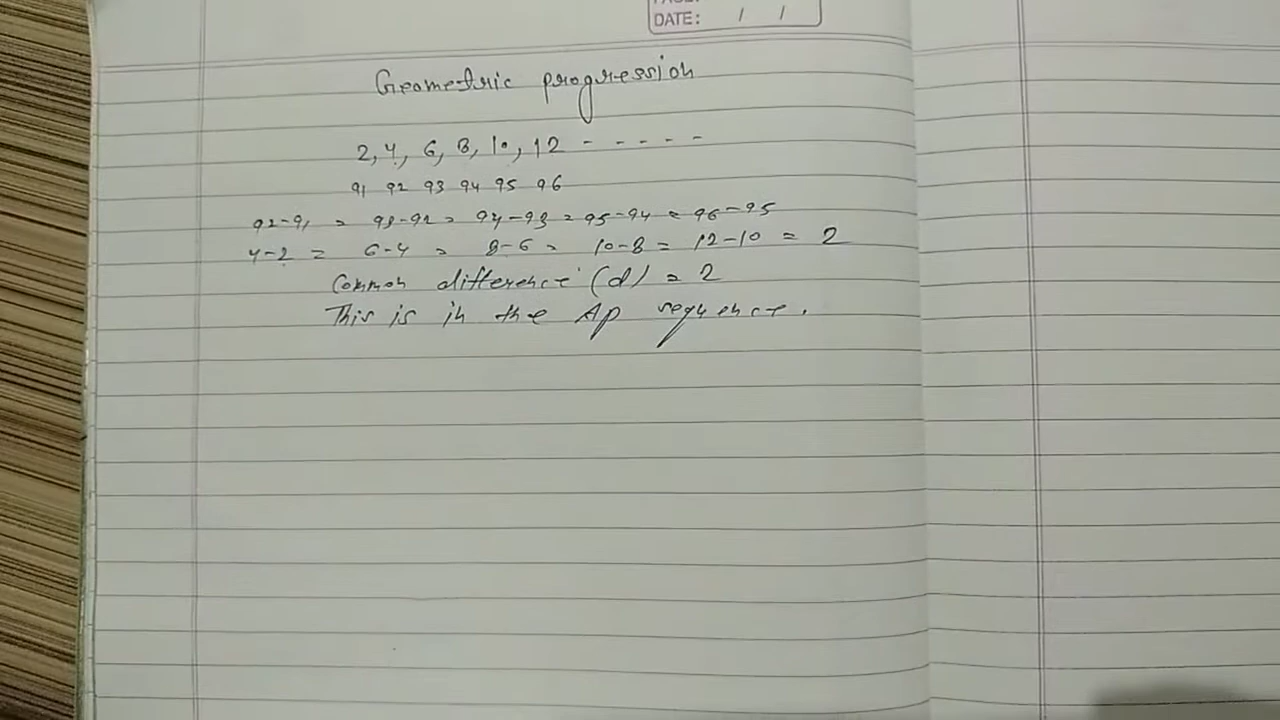 DATE: / /
Geometric progression
2, 4, 6, 8, 10, 12 - - - - -
a1 a2 a3 a4 a5 a6
a2-a1 = a3-a2 = a4-a3 = a5-a4 = a6-a5
4-2 = 6-4 = 8-6 = 10-8 = 12-10 = 2
Common difference (d) = 2
This is in the Ap sequence.